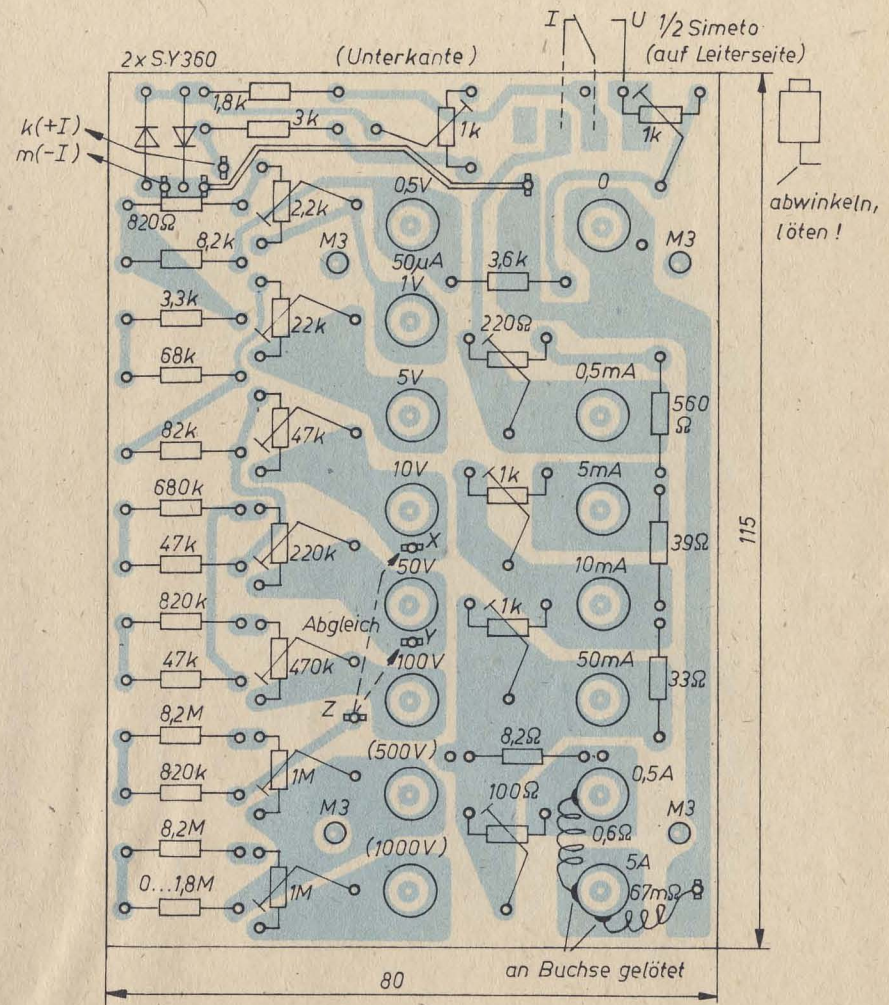 2x SY360
(Unterkante)
I
U
1/2 Simeto
(auf Leiterseite)
1,8k
3k
1k
1k
k(+I)
m(-I)
abwinkeln,
löten !
0,5V
0
2,2k
820Ω
8,2k
M3
M3
50µA
3,6k
1V
3,3k
22k
220Ω
68k
5V
0,5mA
560
Ω
82k
47k
10V
1k
5mA
680k
115
X
39Ω
47k
220k
50V
10mA
820k
Abgleich
1k
Y
47k
470k
100V
50mA
33Ω
Z
8,2M
(500V)
8,2Ω
0,5A
820k
1M
100Ω
M3
M3
0,6Ω
8,2M
(1000V)
5A
0...1,8M
1M
67mΩ
an Buchse gelötet
80